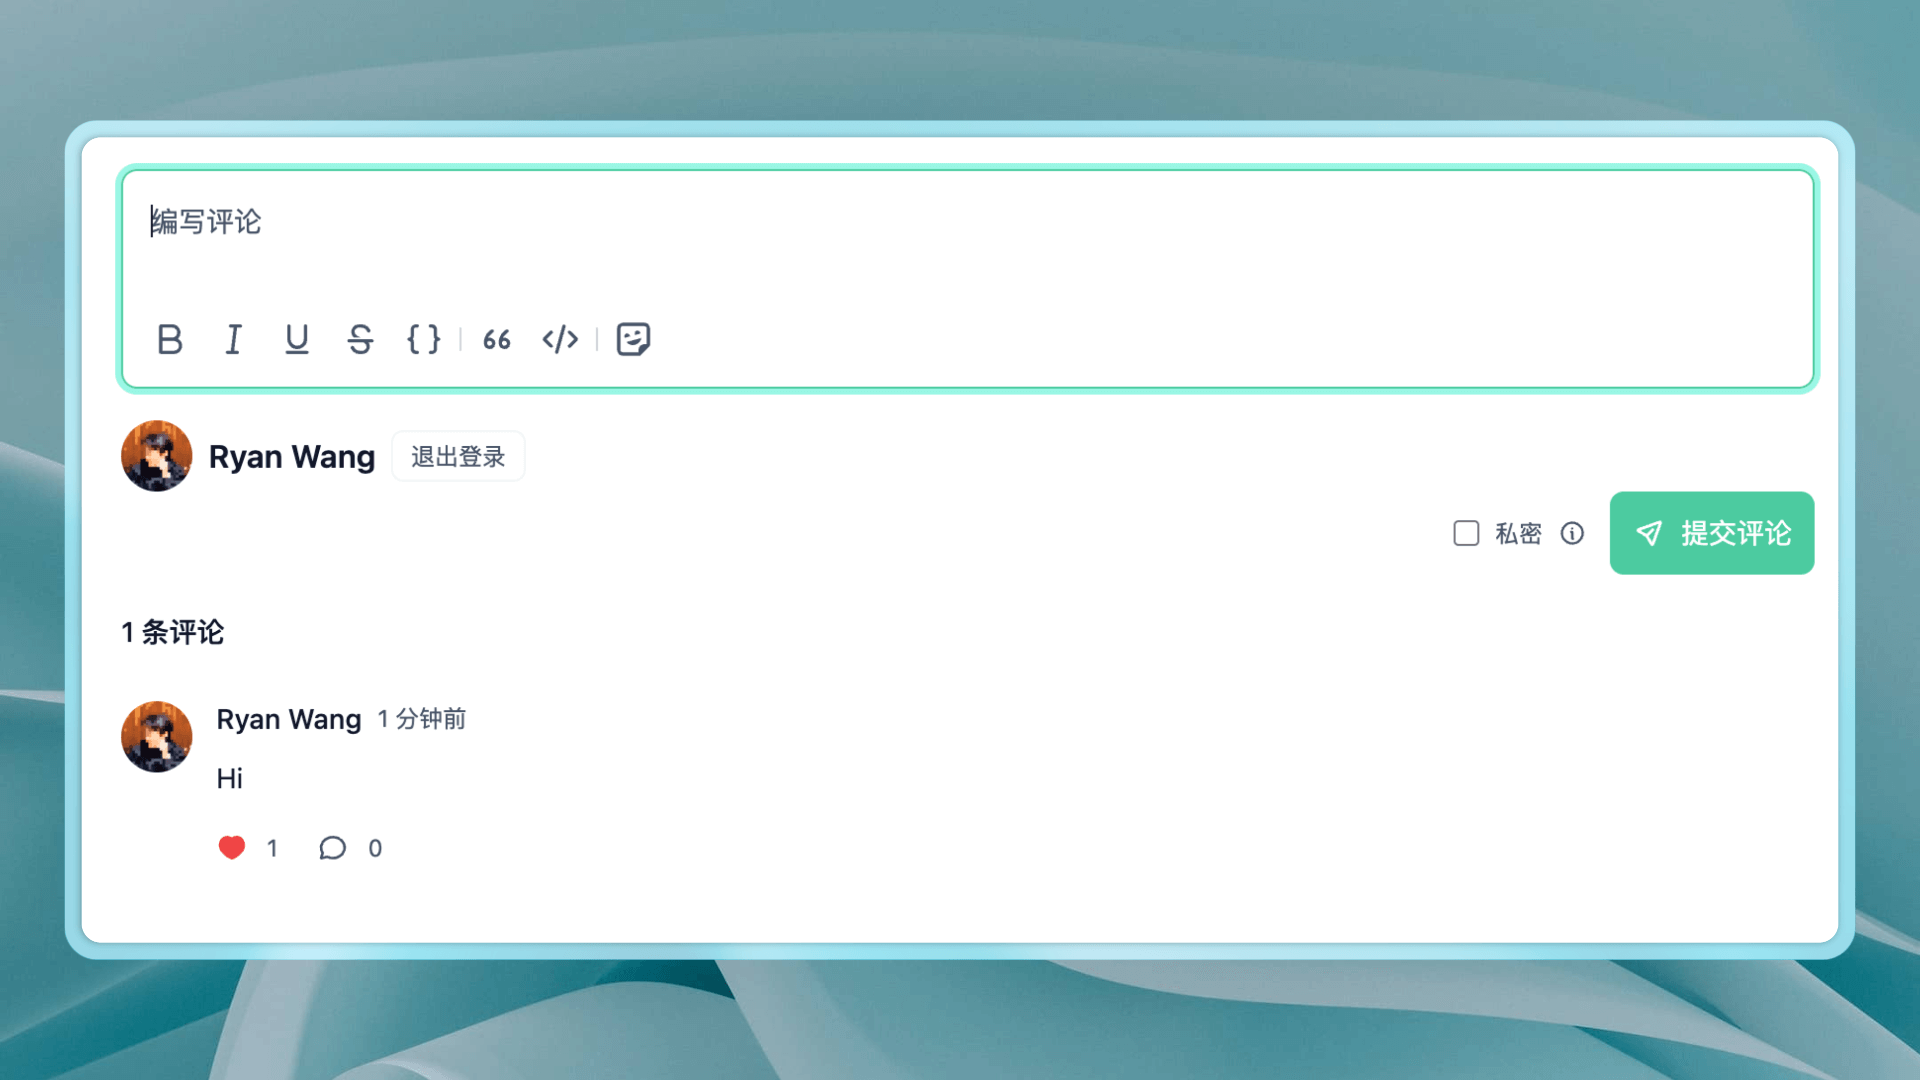 编写评论
B I U S {} 66 </>
Ryan Wang 退出登录
私密 提交评论
1 条评论
Ryan Wang 1 分钟前
Hi
1 0